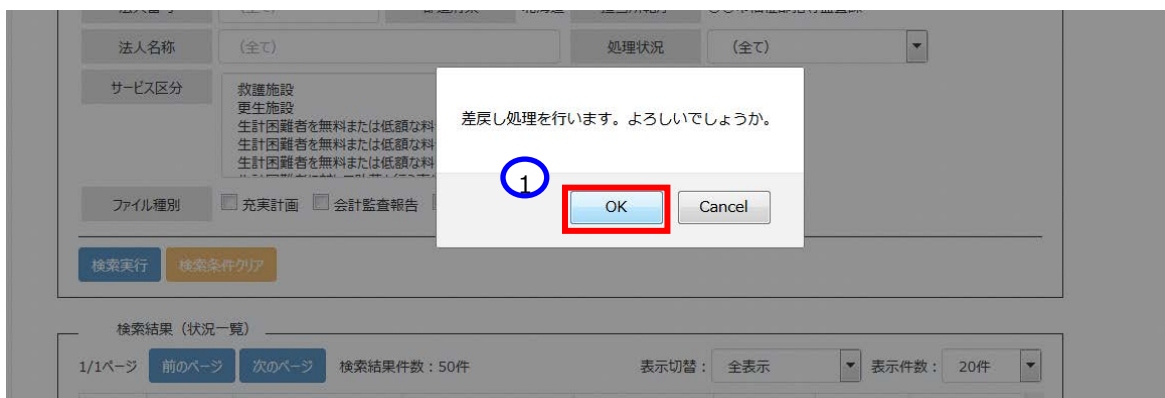 法人名称 (全て) 処理状況 (全て)
サービス区分 救護施設
更生施設
生計困難者を無料または低額な料
生計困難者を無料または低額な料
生計困難者を無料または低額な料
差戻し処理を行います。よろしいでしょうか。
1
OK Cancel
ファイル種別 充実計画 会計監査報告
検索実行 検索条件クリア
検索結果（状況一覧）
1/1ページ 前のページ 次のページ 検索結果件数：50件 表示切替： 全表示 表示件数： 20件